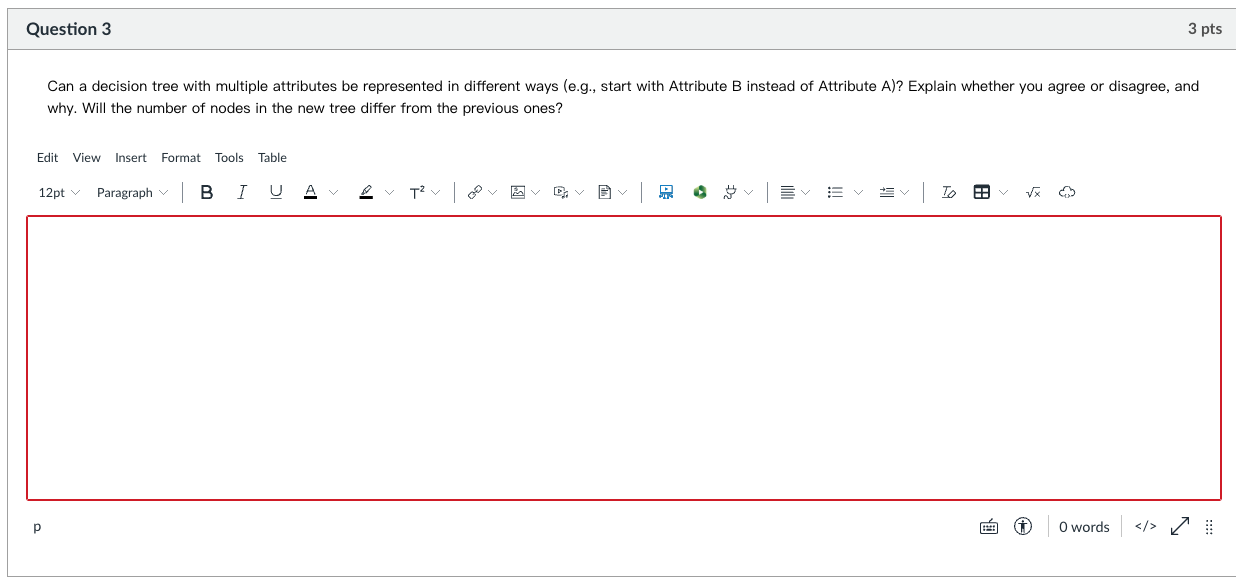 Question 3 3 pts
Can a decision tree with multiple attributes be represented in different ways (e.g., start with Attribute B instead of Attribute A)? Explain whether you agree or disagree, and
why. Will the number of nodes in the new tree differ from the previous ones?
Edit View Insert Format Tools Table
12pt Paragraph B I U A T²
p 0 words </>